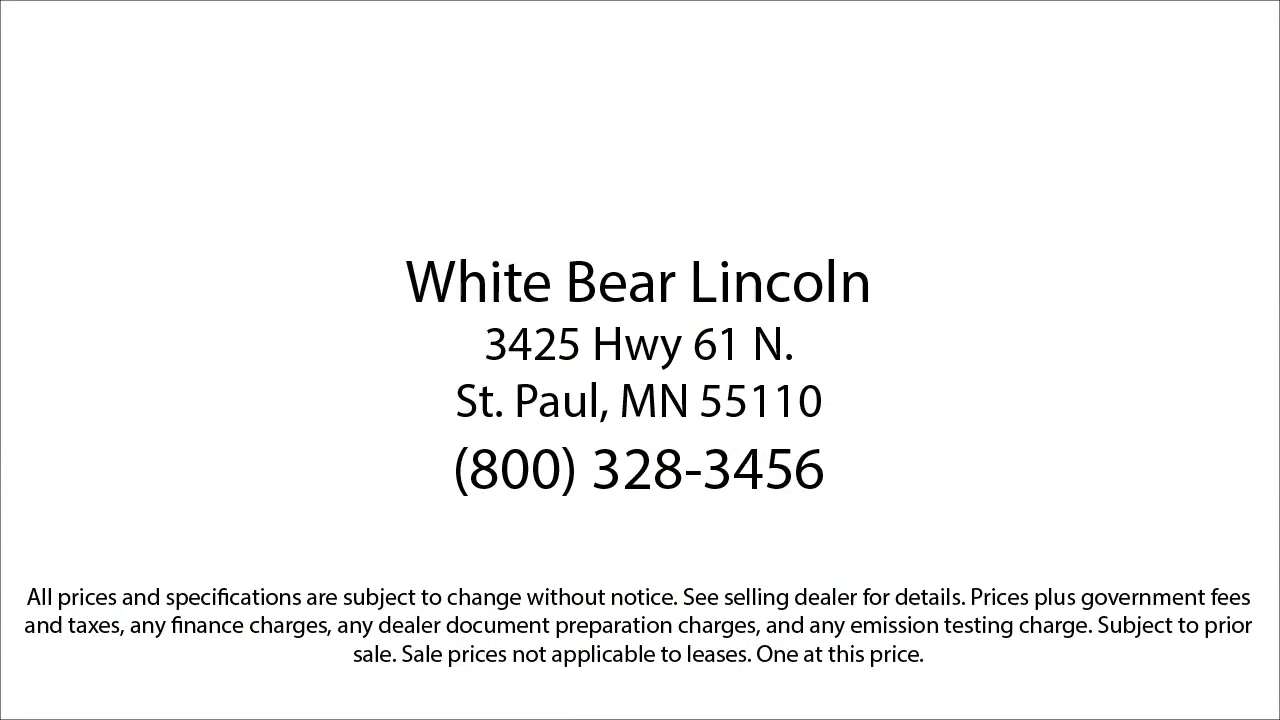 White Bear Lincoln
3425 Hwy 61 N.
St. Paul, MN 55110
(800) 328-3456
All prices and specifications are subject to change without notice. See selling dealer for details. Prices plus government fees
and taxes, any finance charges, any dealer document preparation charges, and any emission testing charge. Subject to prior
sale. Sale prices not applicable to leases. One at this price.